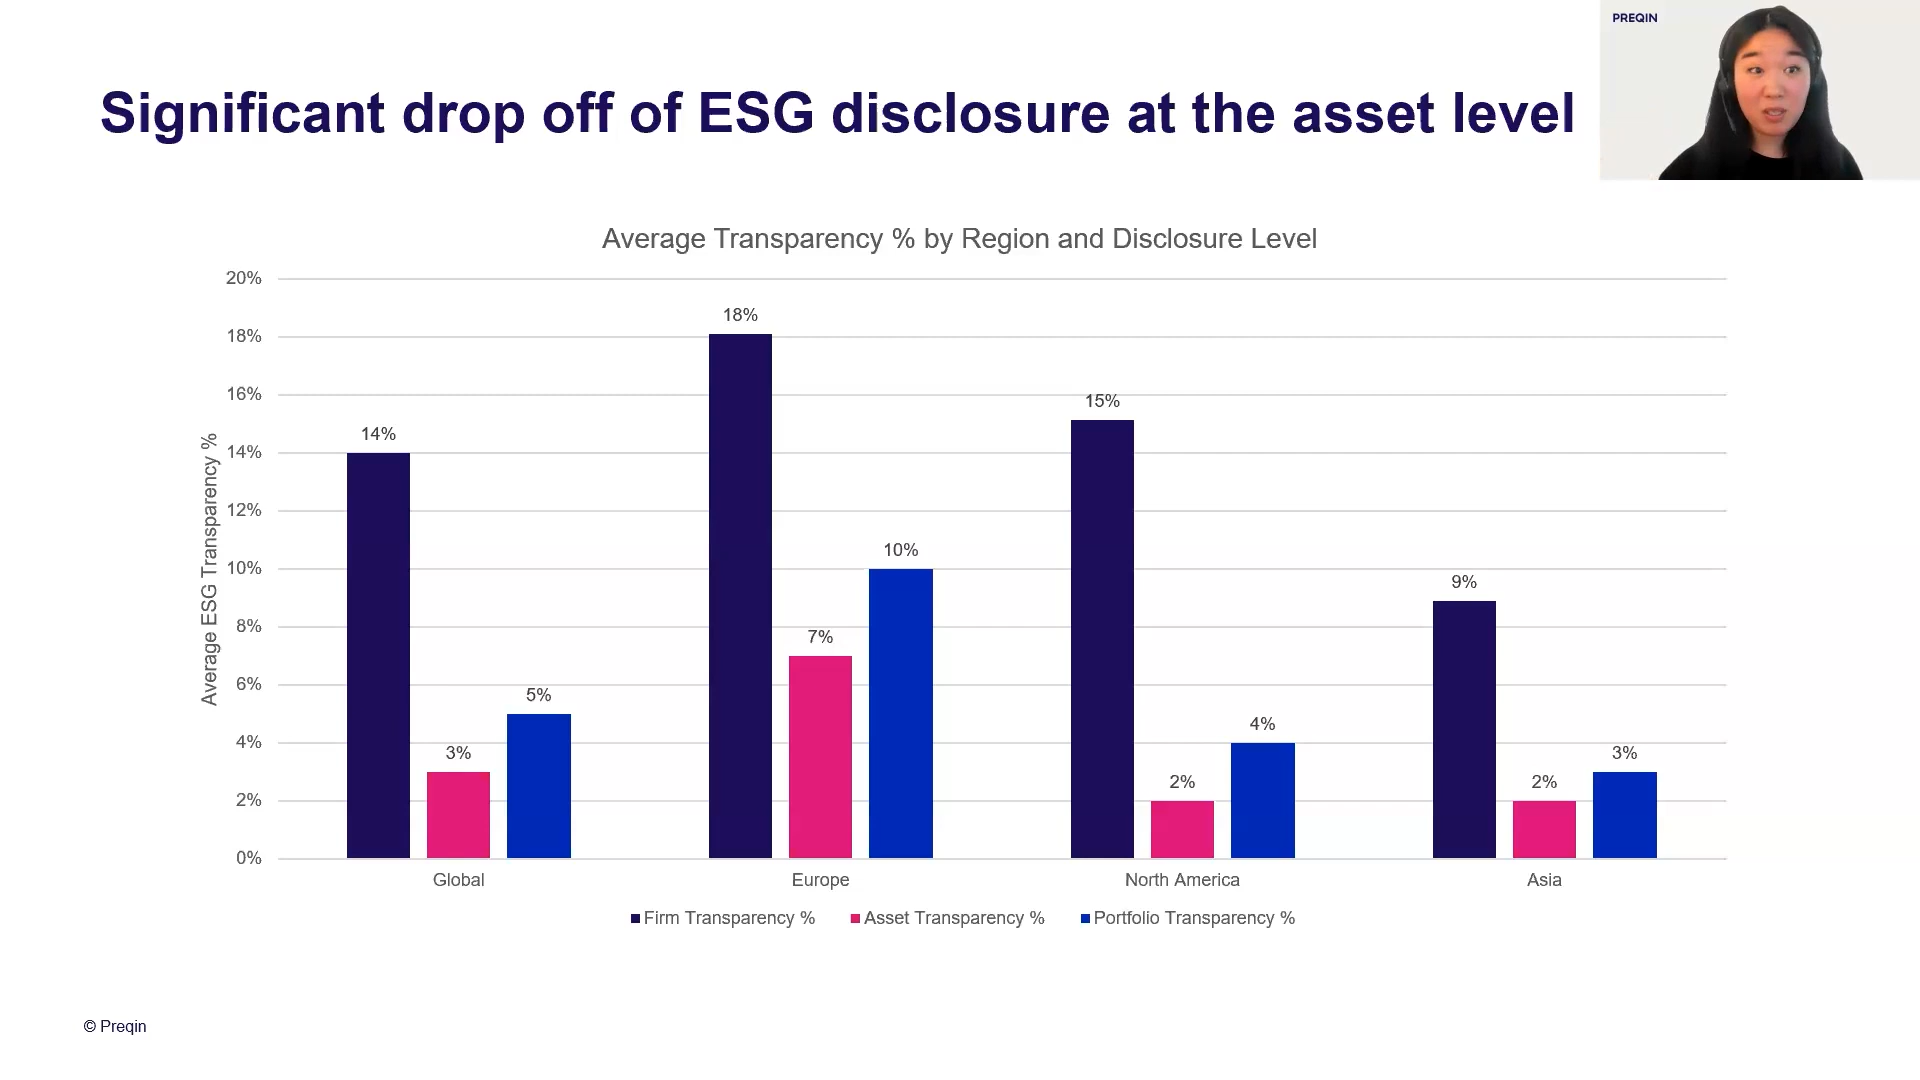 PREQIN
Significant drop off of ESG disclosure at the asset level
Average Transparency % by Region and Disclosure Level
Average ESG Transparency %
20%
18%
16%
14%
12%
10%
8%
6%
4%
2%
0%
14%
3%
5%
18%
7%
10%
15%
2%
4%
9%
2%
3%
Global
Europe
North America
Asia
Firm Transparency %
Asset Transparency %
Portfolio Transparency %
© Preqin